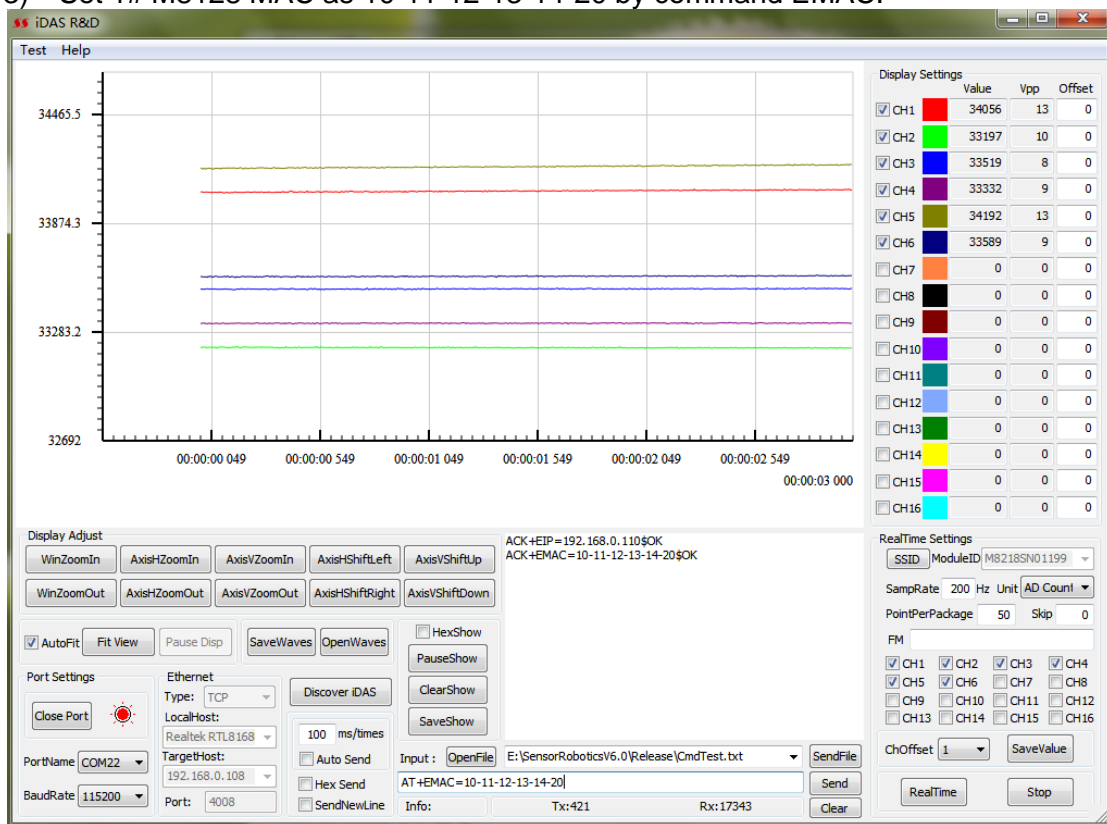 iDAS R&D
Test Help
34465.5
33874.3
33283.2
32692
00:00:00 049 00:00:00 549 00:00:01 049 00:00:01 549 00:00:02 049 00:00:02 549
00:00:03 000
Display Settings
Value Vpp Offset
CH1 34056 13 0
CH2 33197 10 0
CH3 33519 8 0
CH4 33332 9 0
CH5 34192 13 0
CH6 33589 9 0
CH7 0 0 0
CH8 0 0 0
CH9 0 0 0
CH10 0 0 0
CH11 0 0 0
CH12 0 0 0
CH13 0 0 0
CH14 0 0 0
CH15 0 0 0
CH16 0 0 0
Display Adjust
WinZoomIn AxisHZoomIn AxisVZoomIn AxisHShiftLeft AxisVShiftUp
WinZoomOut AxisHZoomOut AxisVZoomOut AxisHShiftRight AxisVShiftDown
AutoFit Fit View Pause Disp SaveWaves OpenWaves
HexShow
PauseShow
ClearShow
SaveShow
Port Settings
Close Port
PortName COM22
BaudRate 115200
Ethernet
Type: TCP
LocalHost:
Realtek RTL8168
TargetHost:
192.168.0.108
Port: 4008
Discover iDAS
100 ms/times
Auto Send
Hex Send
SendNewLine
ACK+EIP=192.168.0.110$OK
ACK+EMAC=10-11-12-13-14-20$OK
Input : OpenFile E:\SensorRoboticsV6.0\Release\CmdTest.txt SendFile
AT+EMAC=10-11-12-13-14-20 Send
Info: Tx:421 Rx:17343 Clear
RealTime Settings
SSID ModuleID M8218SN01199
SampRate 200 Hz Unit AD Count
PointPerPackage 50 Skip 0
FM
CH1 CH2 CH3 CH4
CH5 CH6 CH7 CH8
CH9 CH10 CH11 CH12
CH13 CH14 CH15 CH16
ChOffset 1 SaveValue
RealTime Stop